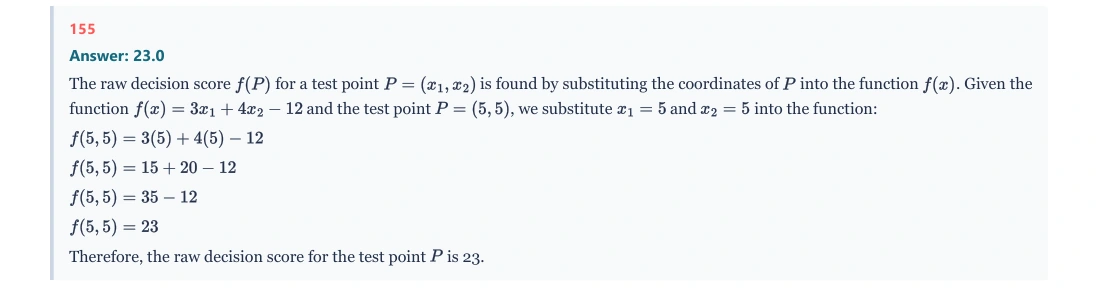 155
Answer: 23.0
The raw decision score f(P) for a test point P = (x₁, x₂) is found by substituting the coordinates of P into the function f(x). Given the
function f(x) = 3x₁ + 4x₂ − 12 and the test point P = (5, 5), we substitute x₁ = 5 and x₂ = 5 into the function:
f(5, 5) = 3(5) + 4(5) − 12
f(5, 5) = 15 + 20 − 12
f(5, 5) = 35 − 12
f(5, 5) = 23
Therefore, the raw decision score for the test point P is 23.